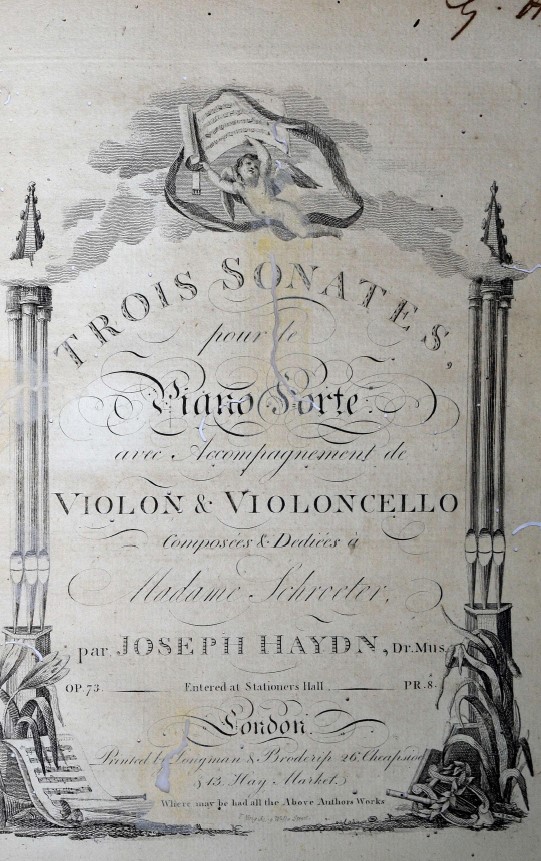 TROIS SONATES,
pour le
Piano Forte
avec Accompagnement de
VIOLON & VIOLONCELLO
Composées & Dediées à
Madame Schroeter,
par JOSEPH HAYDN, Dr. Mus.
OP. 73. Entered at Stationers Hall PR. 8-
London.
Printed by Longman & Broderip 26. Cheapside
& 13. Hay Market.
Where may be had all the Above Authors Works